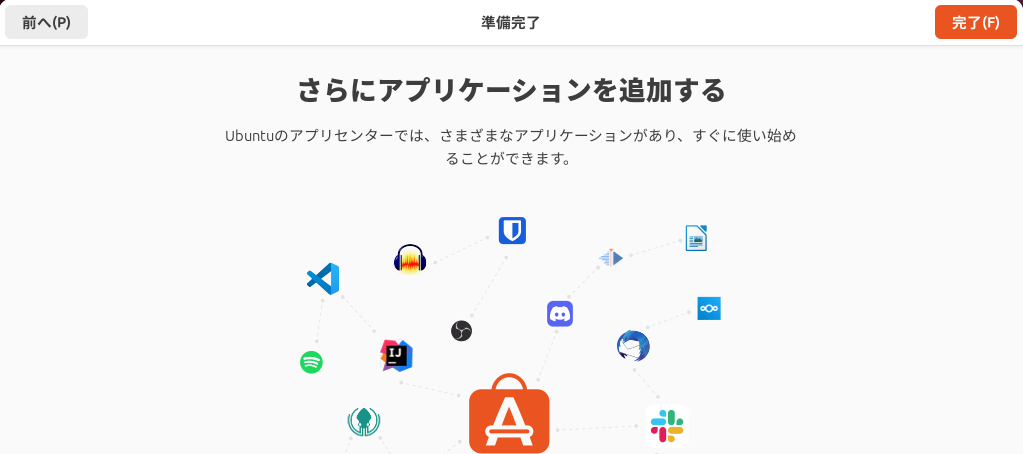 前へ(P)
準備完了
完了(F)
さらにアプリケーションを追加する
Ubuntuのアプリセンターでは、さまざまなアプリケーションがあり、すぐに使い始め
ることができます。
IJ